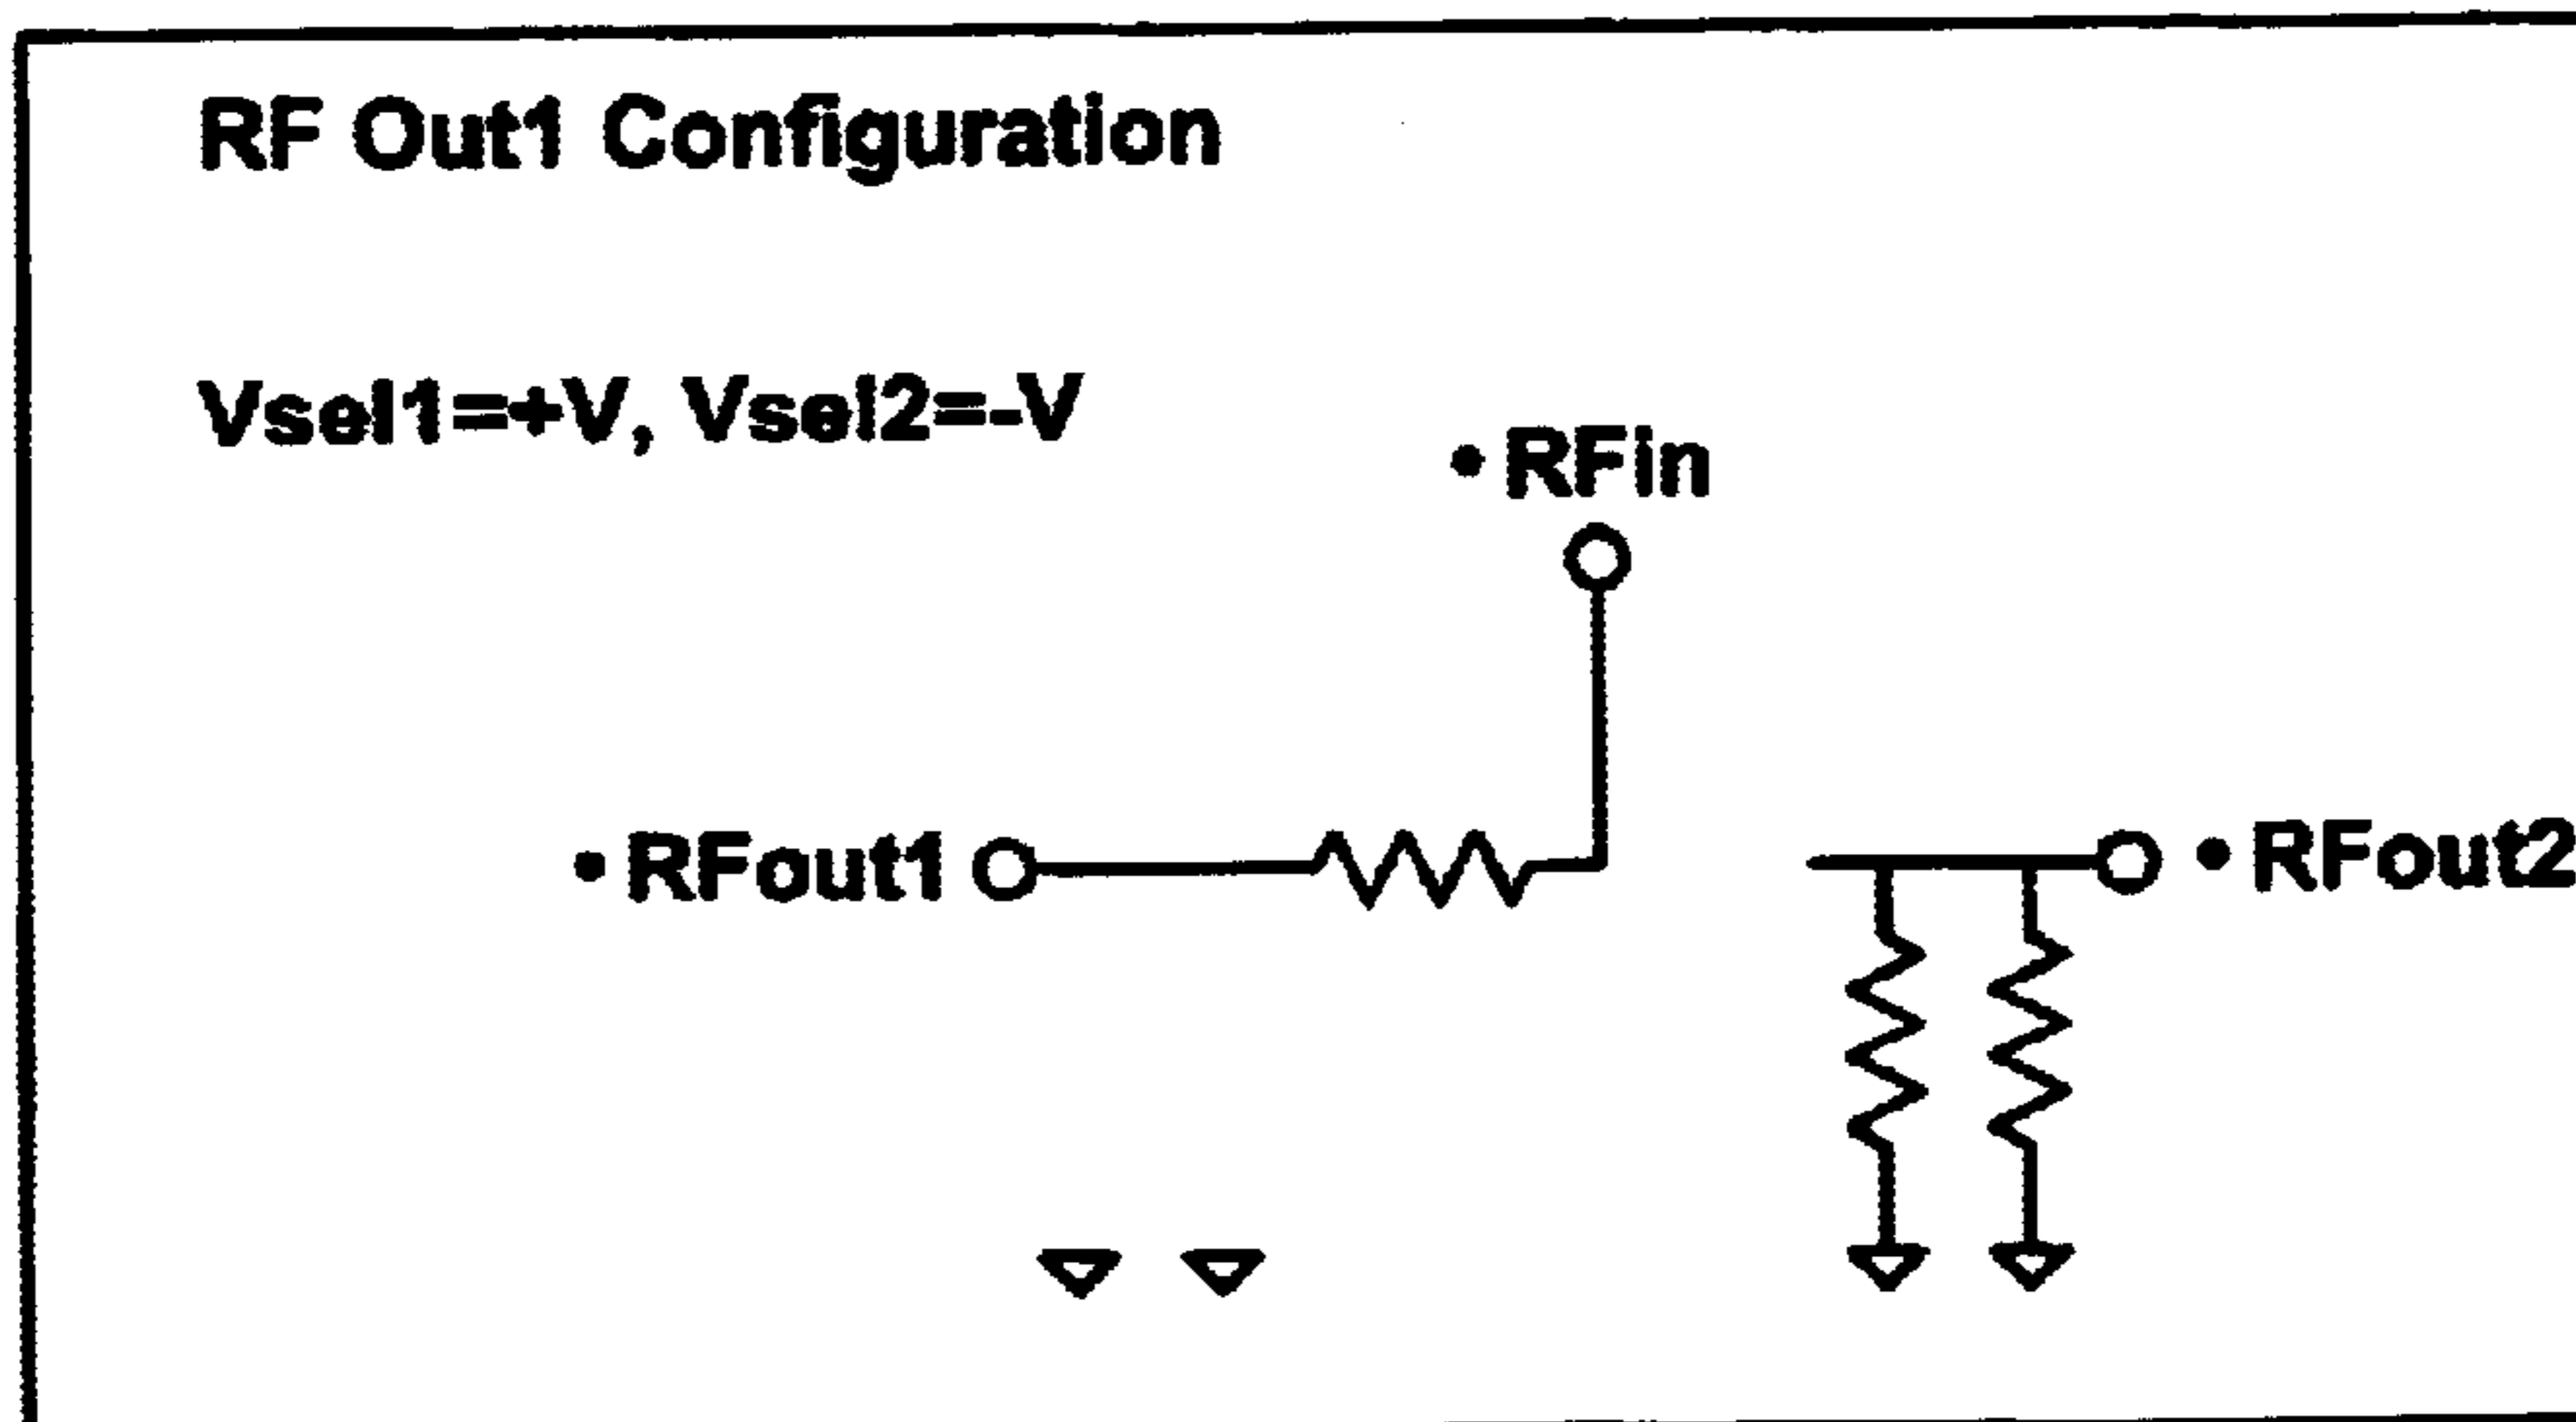 RF Out1 Configuration
Vsel1=+V, Vsel2=-V
• RFin
• RFout1
• RFout2